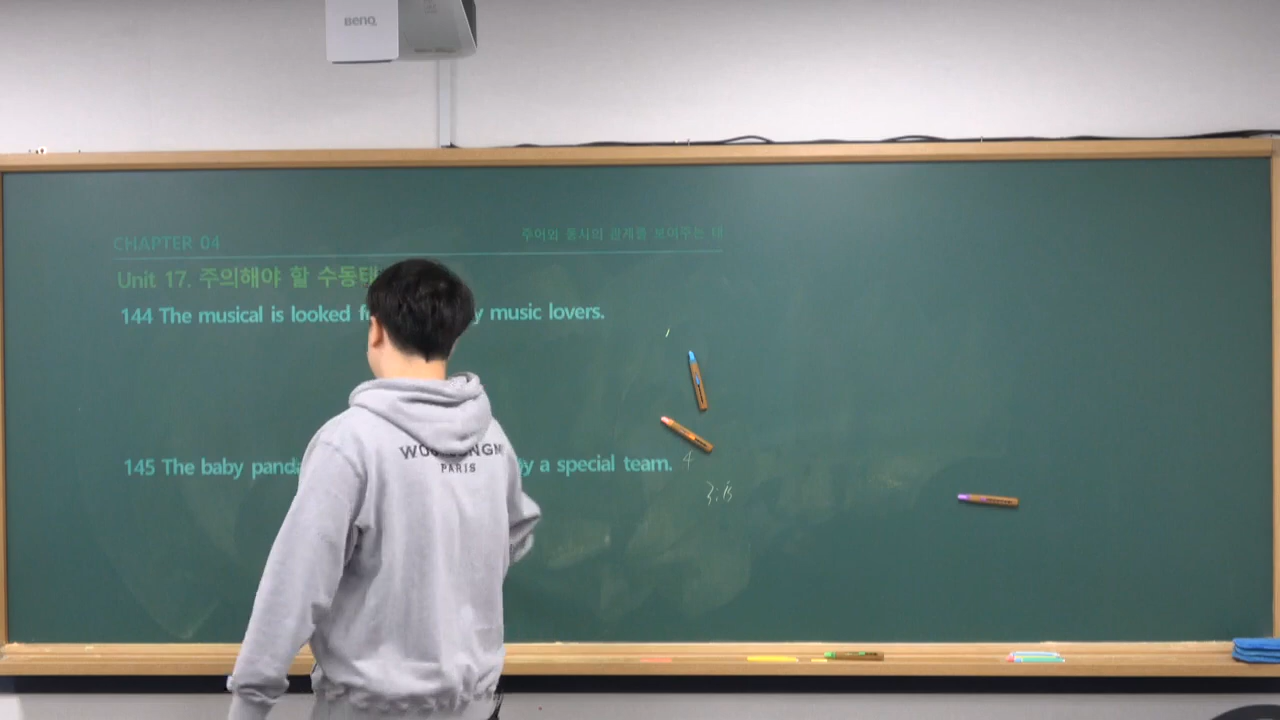 BenQ
CHAPTER 04
주어와 동사의 관계를 보여주는 태
Unit 17. 주의해야 할 수동태
144 The musical is looked music lovers.
WOO PARIS
145 The baby by a special team.
4